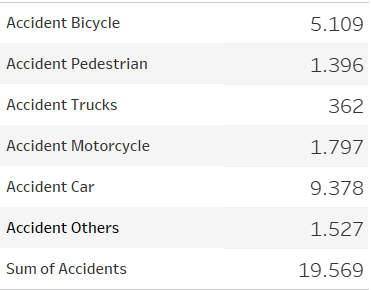 Accident Bicycle 5.109
Accident Pedestrian 1.396
Accident Trucks 362
Accident Motorcycle 1.797
Accident Car 9.378
Accident Others 1.527
Sum of Accidents 19.569